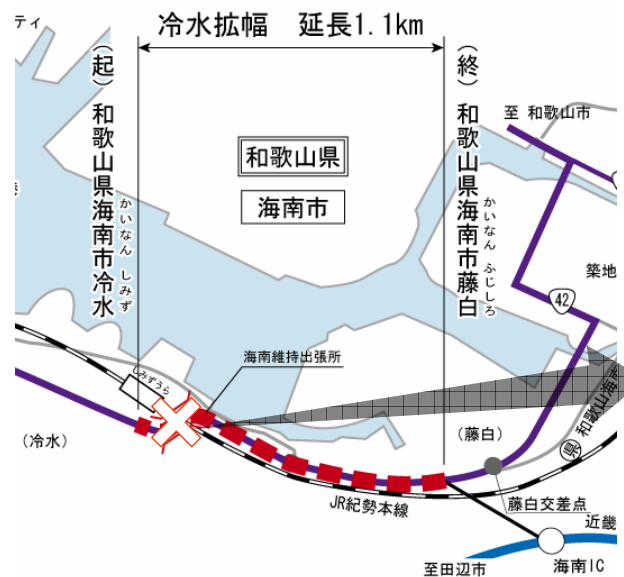 ティ
冷水拡幅 延長1.1km
(起)和歌山県海南市冷水
かいなん しみず
(終)和歌山県海南市藤白
かいなん ふじしろ
至 和歌山市
和歌山県
海南市
築地
42
海南維持出張所
しみずうら
(冷水)
(藤白)
県
和歌山海南
JR紀勢本線
藤白交差点
近畿
至田辺市
海南IC